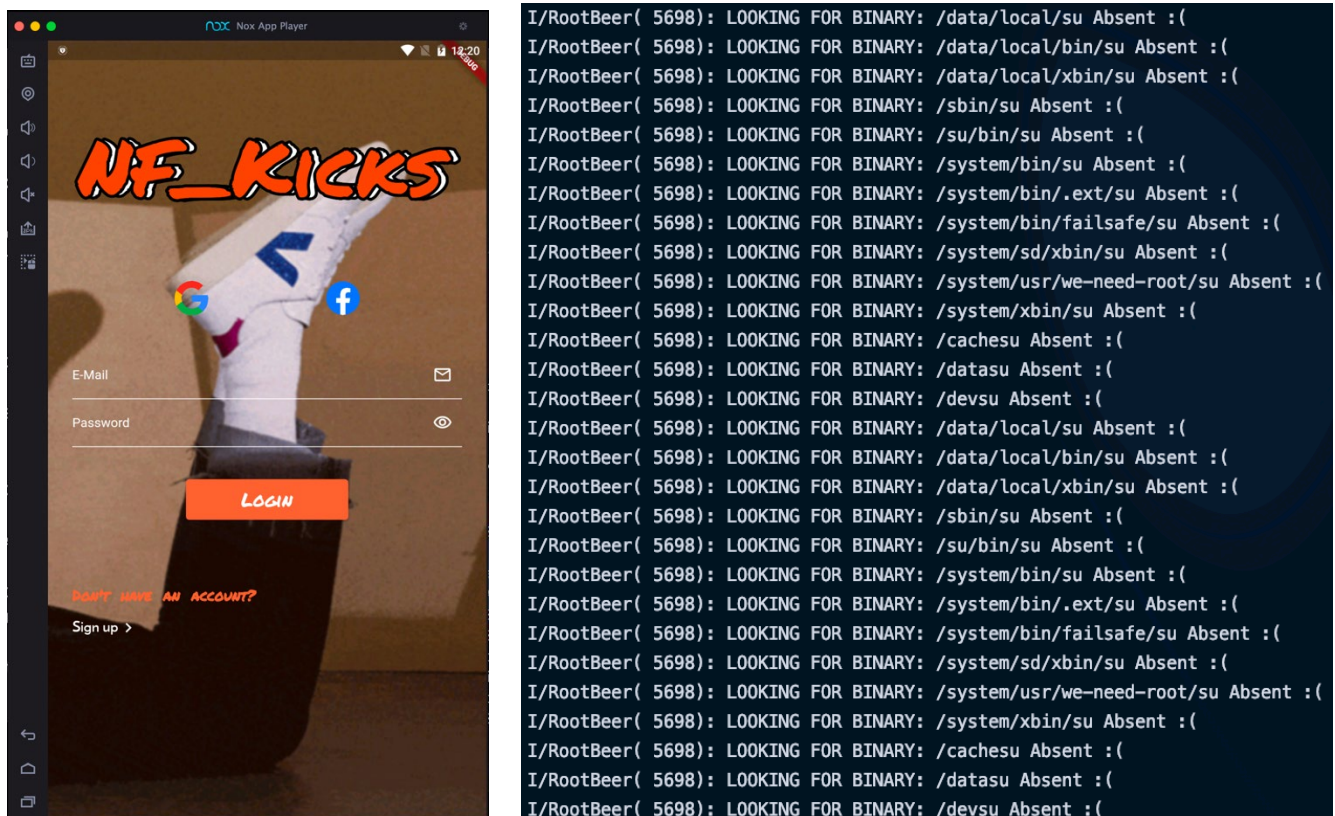 NOX Nox App Player
12:20
DEBUG
NF_KICKS
E-Mail
Password
LOGIN
DON'T HAVE AN ACCOUNT?
Sign up >
I/RootBeer( 5698): LOOKING FOR BINARY: /data/local/su Absent :(
I/RootBeer( 5698): LOOKING FOR BINARY: /data/local/bin/su Absent :(
I/RootBeer( 5698): LOOKING FOR BINARY: /data/local/xbin/su Absent :(
I/RootBeer( 5698): LOOKING FOR BINARY: /sbin/su Absent :(
I/RootBeer( 5698): LOOKING FOR BINARY: /su/bin/su Absent :(
I/RootBeer( 5698): LOOKING FOR BINARY: /system/bin/su Absent :(
I/RootBeer( 5698): LOOKING FOR BINARY: /system/bin/.ext/su Absent :(
I/RootBeer( 5698): LOOKING FOR BINARY: /system/bin/failsafe/su Absent :(
I/RootBeer( 5698): LOOKING FOR BINARY: /system/sd/xbin/su Absent :(
I/RootBeer( 5698): LOOKING FOR BINARY: /system/usr/we-need-root/su Absent :(
I/RootBeer( 5698): LOOKING FOR BINARY: /system/xbin/su Absent :(
I/RootBeer( 5698): LOOKING FOR BINARY: /cachesu Absent :(
I/RootBeer( 5698): LOOKING FOR BINARY: /datasu Absent :(
I/RootBeer( 5698): LOOKING FOR BINARY: /devsu Absent :(
I/RootBeer( 5698): LOOKING FOR BINARY: /data/local/su Absent :(
I/RootBeer( 5698): LOOKING FOR BINARY: /data/local/bin/su Absent :(
I/RootBeer( 5698): LOOKING FOR BINARY: /data/local/xbin/su Absent :(
I/RootBeer( 5698): LOOKING FOR BINARY: /sbin/su Absent :(
I/RootBeer( 5698): LOOKING FOR BINARY: /su/bin/su Absent :(
I/RootBeer( 5698): LOOKING FOR BINARY: /system/bin/su Absent :(
I/RootBeer( 5698): LOOKING FOR BINARY: /system/bin/.ext/su Absent :(
I/RootBeer( 5698): LOOKING FOR BINARY: /system/bin/failsafe/su Absent :(
I/RootBeer( 5698): LOOKING FOR BINARY: /system/sd/xbin/su Absent :(
I/RootBeer( 5698): LOOKING FOR BINARY: /system/usr/we-need-root/su Absent :(
I/RootBeer( 5698): LOOKING FOR BINARY: /system/xbin/su Absent :(
I/RootBeer( 5698): LOOKING FOR BINARY: /cachesu Absent :(
I/RootBeer( 5698): LOOKING FOR BINARY: /datasu Absent :(
I/RootBeer( 5698): LOOKING FOR BINARY: /devsu Absent :(